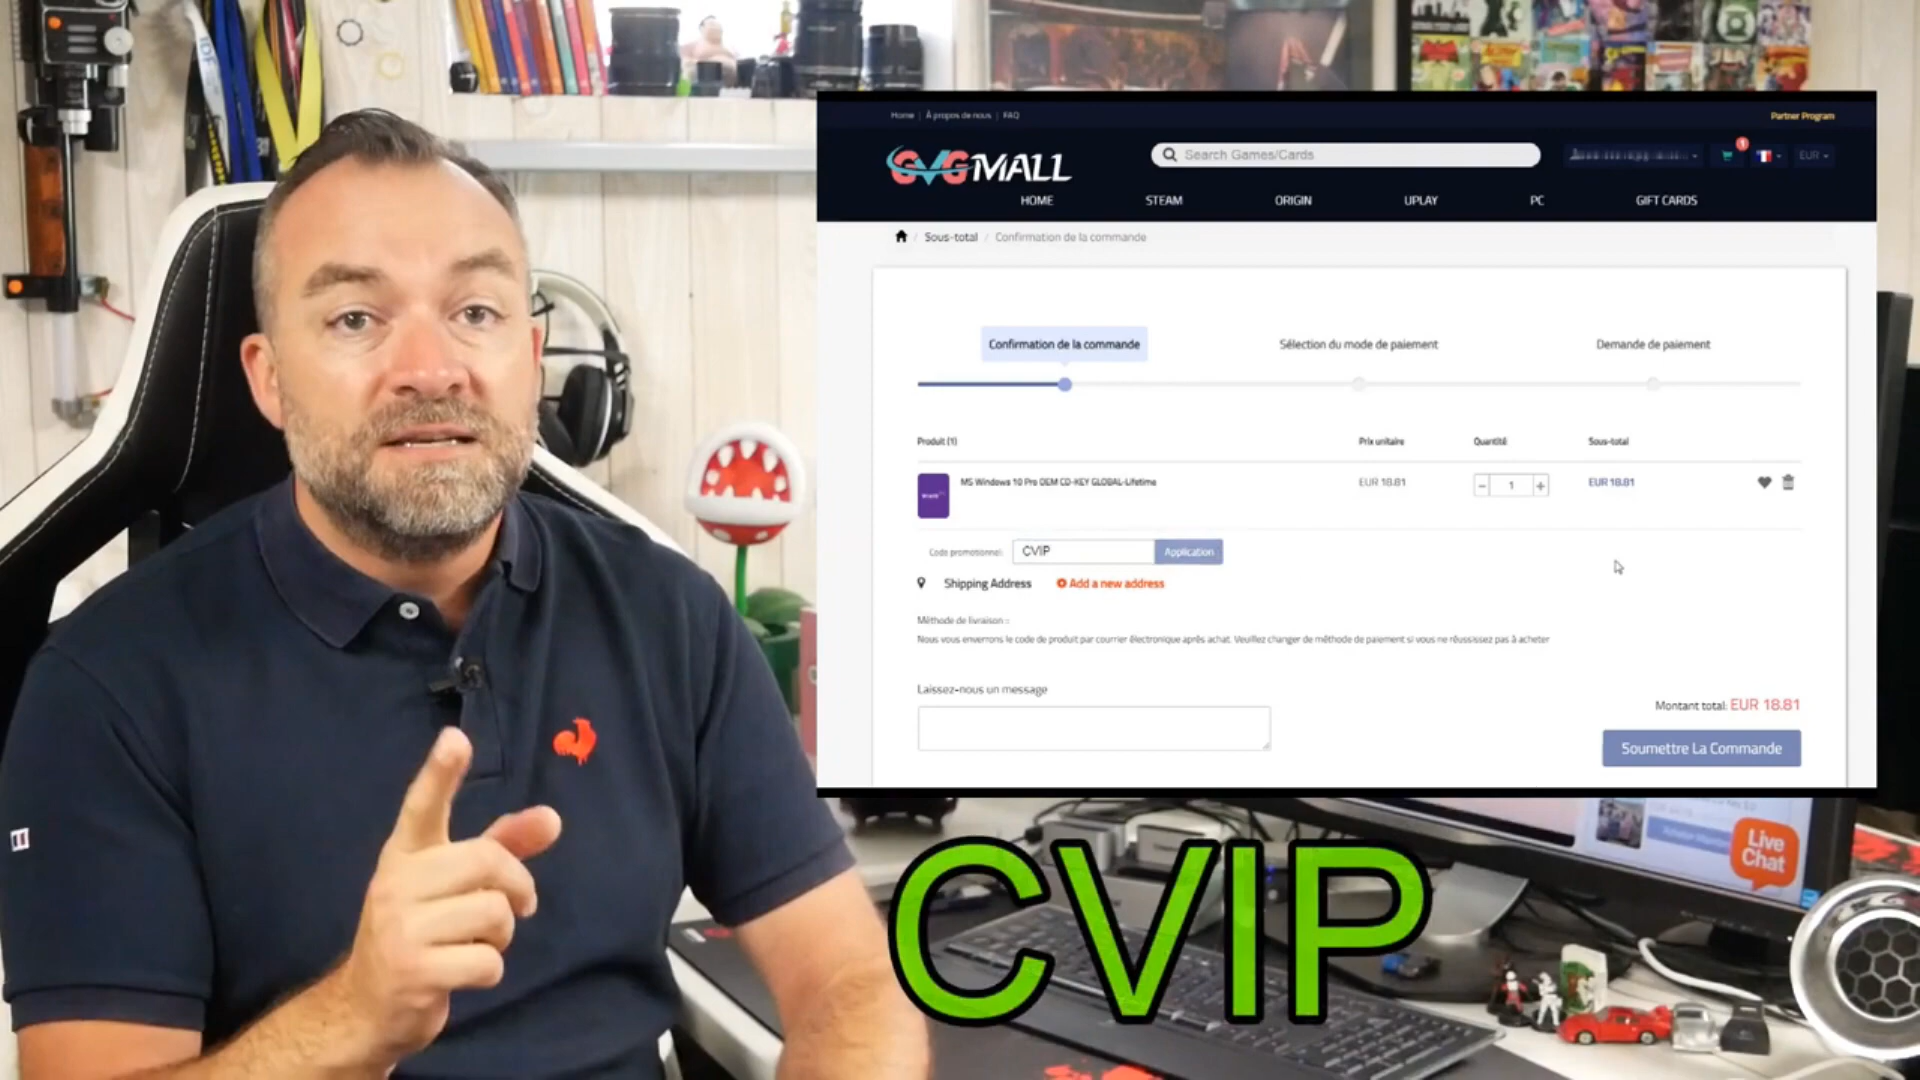 Home | À propos de nous | FAQ
Partner Program
GVGMALL
Search Games/Cards
1
EUR
HOME
STEAM
ORIGIN
UPLAY
PC
GIFT CARDS
/ Sous-total / Confirmation de la commande
Confirmation de la commande
Sélection du mode de paiement
Demande de paiement
Produit (1)
Prix unitaire
Quantité
Sous-total
MS Windows 10 Pro OEM CD-KEY GLOBAL-Lifetime
EUR 18.81
− 1 +
EUR 18.81
Code promotionnel:
CVIP
Application
Shipping Address
Add a new address
Méthode de livraison ::
Nous vous enverrons le code de produit par courrier électronique après achat. Veuillez changer de méthode de paiement si vous ne réussissez pas à acheter
Laissez-nous un message
Montant total: EUR 18.81
Soumettre La Commande
Live
Chat
CVIP